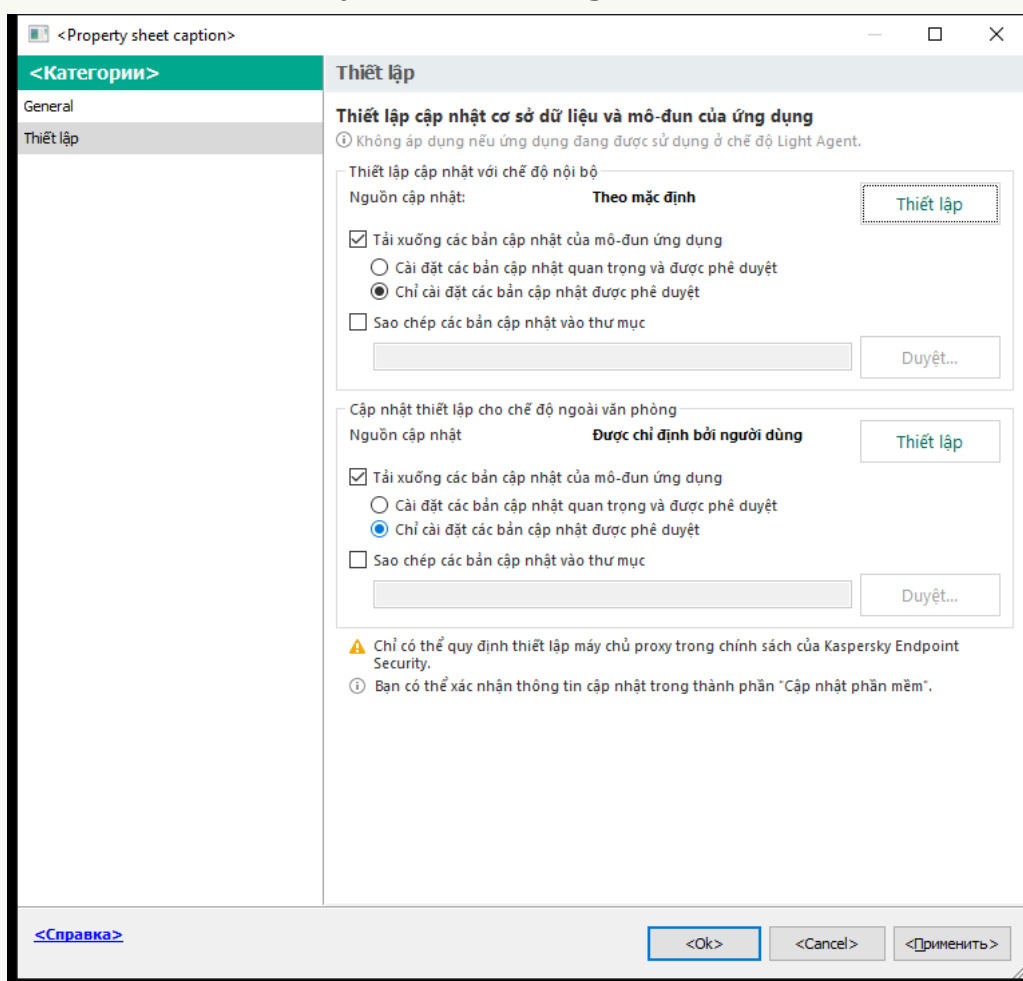 <Property sheet caption>
<Категории>
General
Thiết lập
Thiết lập
Thiết lập cập nhật cơ sở dữ liệu và mô-đun của ứng dụng
Không áp dụng nếu ứng dụng đang được sử dụng ở chế độ Light Agent.
Thiết lập cập nhật với chế độ nội bộ
Nguồn cập nhật: Theo mặc định Thiết lập
Tải xuống các bản cập nhật của mô-đun ứng dụng
Cài đặt các bản cập nhật quan trọng và được phê duyệt
Chỉ cài đặt các bản cập nhật được phê duyệt
Sao chép các bản cập nhật vào thư mục
Duyệt...
Cập nhật thiết lập cho chế độ ngoài văn phòng
Nguồn cập nhật Được chỉ định bởi người dùng Thiết lập
Tải xuống các bản cập nhật của mô-đun ứng dụng
Cài đặt các bản cập nhật quan trọng và được phê duyệt
Chỉ cài đặt các bản cập nhật được phê duyệt
Sao chép các bản cập nhật vào thư mục
Duyệt...
Chỉ có thể quy định thiết lập máy chủ proxy trong chính sách của Kaspersky Endpoint
Security.
Bạn có thể xác nhận thông tin cập nhật trong thành phần "Cập nhật phần mềm".
<Справка>
<Ok> <Cancel> <Применить>